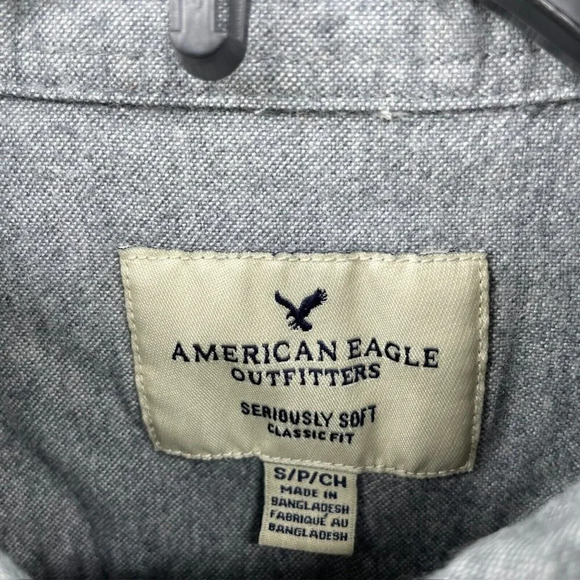 AMERICAN EAGLE
OUTFITTERS
SERIOUSLY SOFT
CLASSIC FIT
S/P/CH
MADE IN
BANGLADESH
FABRIQUÉ AU
BANGLADESH